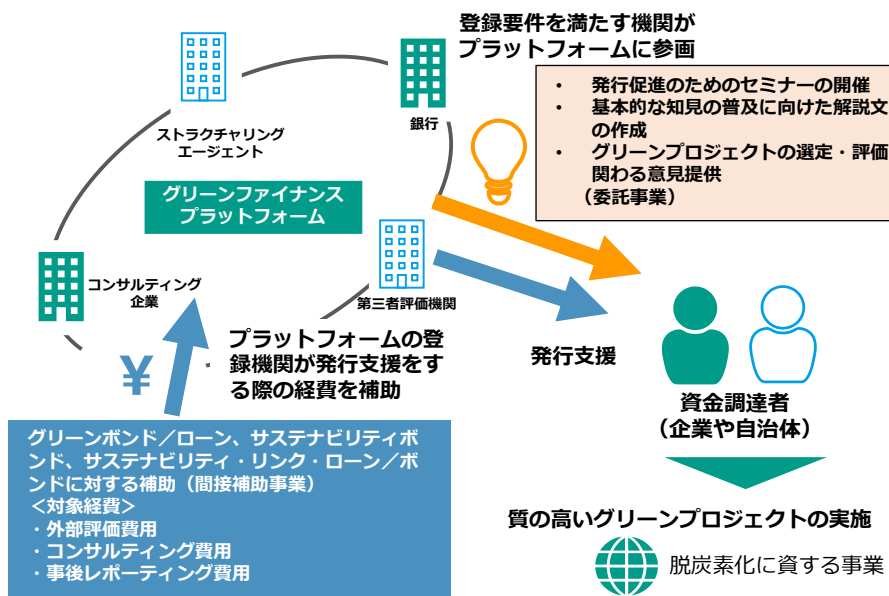 登録要件を満たす機関が
プラットフォームに参画
・ 発行促進のためのセミナーの開催
・ 基本的な知見の普及に向けた解説文
の作成
・ グリーンプロジェクトの選定・評価
関わる意見提供
(委託事業)
ストラクチャリング
エージェント
銀行
グリーンファイナンス
プラットフォーム
コンサルティング
企業
第三者評価機関
¥
プラットフォームの登
録機関が発行支援をす
る際の経費を補助
発行支援
グリーンボンド／ローン、サステナビリティボ
ンド、サステナビリティ・リンク・ローン／ボ
ンドに対する補助（間接補助事業）
＜対象経費＞
・外部評価費用
・コンサルティング費用
・事後レポーティング費用
資金調達者
（企業や自治体）
質の高いグリーンプロジェクトの実施
脱炭素化に資する事業